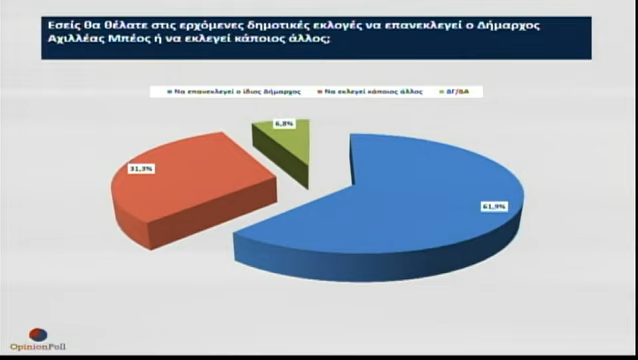 Εσείς θα θέλατε στις ερχόμενες δημοτικές εκλογές να επανεκλεγεί ο Δήμαρχος
Αχιλλέας Μπέος ή να εκλεγεί κάποιος άλλος;
Να επανεκλεγεί ο ίδιος Δήμαρχος Να εκλεγεί κάποιος άλλος ΔΓ/ΔΑ
6,8%
31,3%
61,9%
OpinionPoll